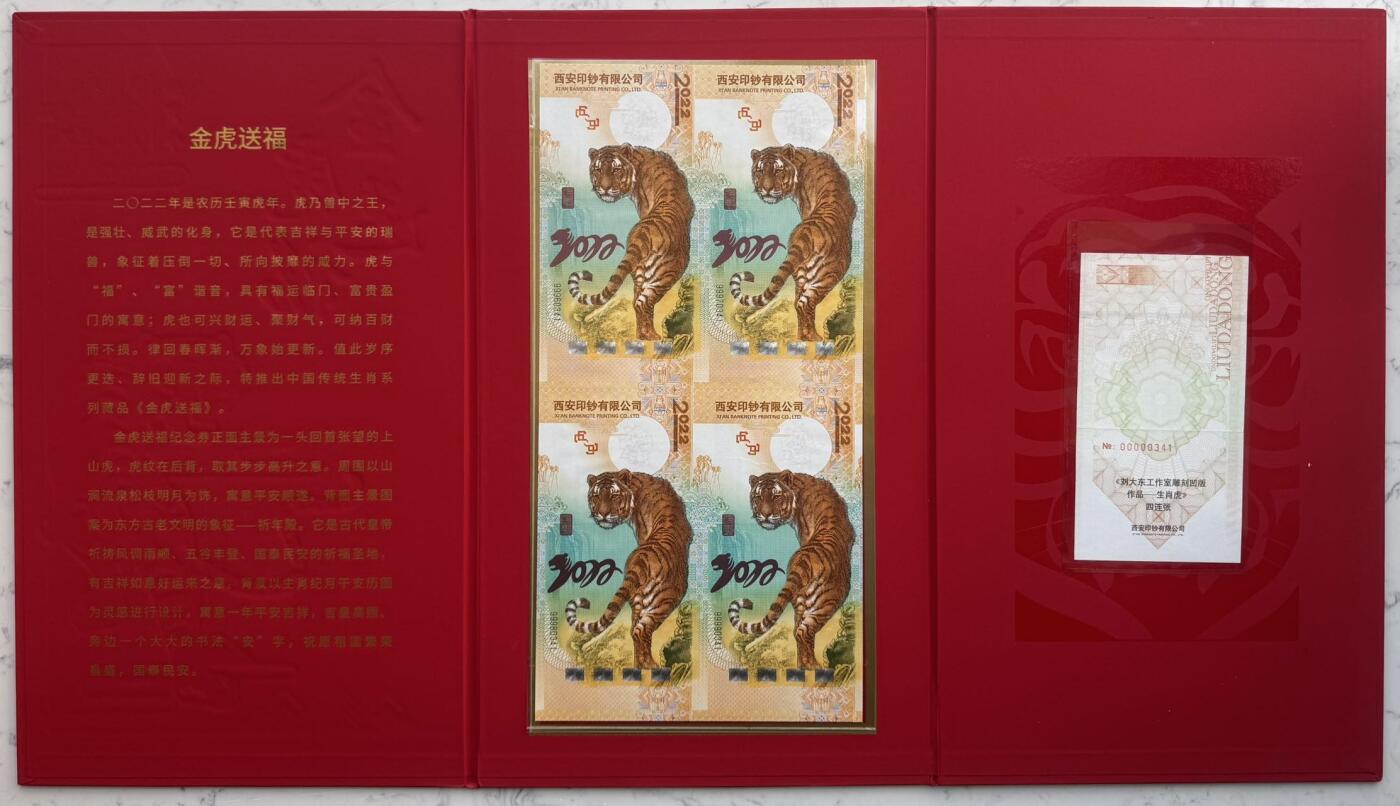 金虎送福
二〇二二年是农历壬寅虎年。虎乃兽中之王，
是强壮、威武的化身，它是代表吉祥与平安的瑞
兽，象征着压倒一切、所向披靡的威力。虎与
“福”、“富”谐音，具有福运临门、富贵盈
门的寓意；虎也可兴财运、聚财气，可纳百财
而不损。律回春晖渐，万象始更新。值此岁序
更迭、辞旧迎新之际，特推出中国传统生肖系
列藏品《金虎送福》。
金虎送福纪念券正面主景为一头回首张望的上
山虎，虎纹在后背，取其步步高升之意。周围以山
涧流泉松枝明月为饰，寓意平安顺遂。背面主景图
案为东方古老文明的象征——祈年殿。它是古代皇帝
祈祷风调雨顺、五谷丰登、国泰民安的祈福圣地，
有吉祥如意好运来之意。背景以生肖纪月干支历图
为灵感进行设计，寓意一年平安吉祥，吉星高照。
旁边一个大大的书法“安”字，祝愿祖国繁荣
昌盛，国泰民安。
西安印钞有限公司
XI'AN BANKNOTE PRINTING CO., LTD.
2022
2022
99960341
西安印钞有限公司
XI'AN BANKNOTE PRINTING CO., LTD.
2022
2022
99970341
西安印钞有限公司
XI'AN BANKNOTE PRINTING CO., LTD.
2022
2022
99980341
西安印钞有限公司
XI'AN BANKNOTE PRINTING CO., LTD.
2022
2022
99990341
LIUDADONG
LIUDADONG
№: 00000341
《刘大东工作室雕刻凹版
作品——生肖虎》
四连张
西安印钞有限公司
XI'AN BANKNOTE PRINTING CO., LTD.